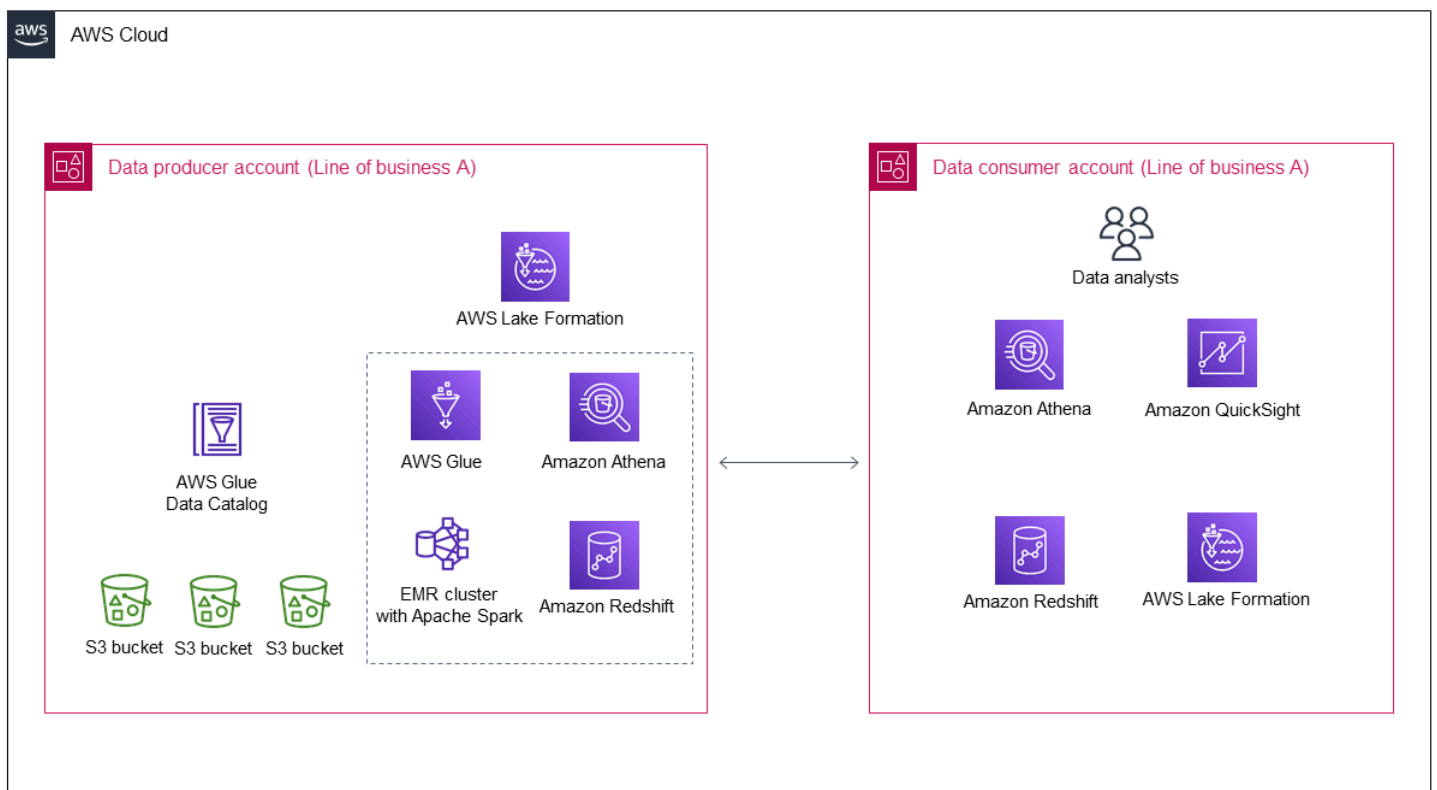 aws
AWS Cloud
Data producer account (Line of business A)
AWS Lake Formation
AWS Glue
Amazon Athena
AWS Glue
Data Catalog
EMR cluster
with Apache Spark
Amazon Redshift
S3 bucket
S3 bucket
S3 bucket
Data consumer account (Line of business A)
Data analysts
Amazon Athena
Amazon QuickSight
Amazon Redshift
AWS Lake Formation